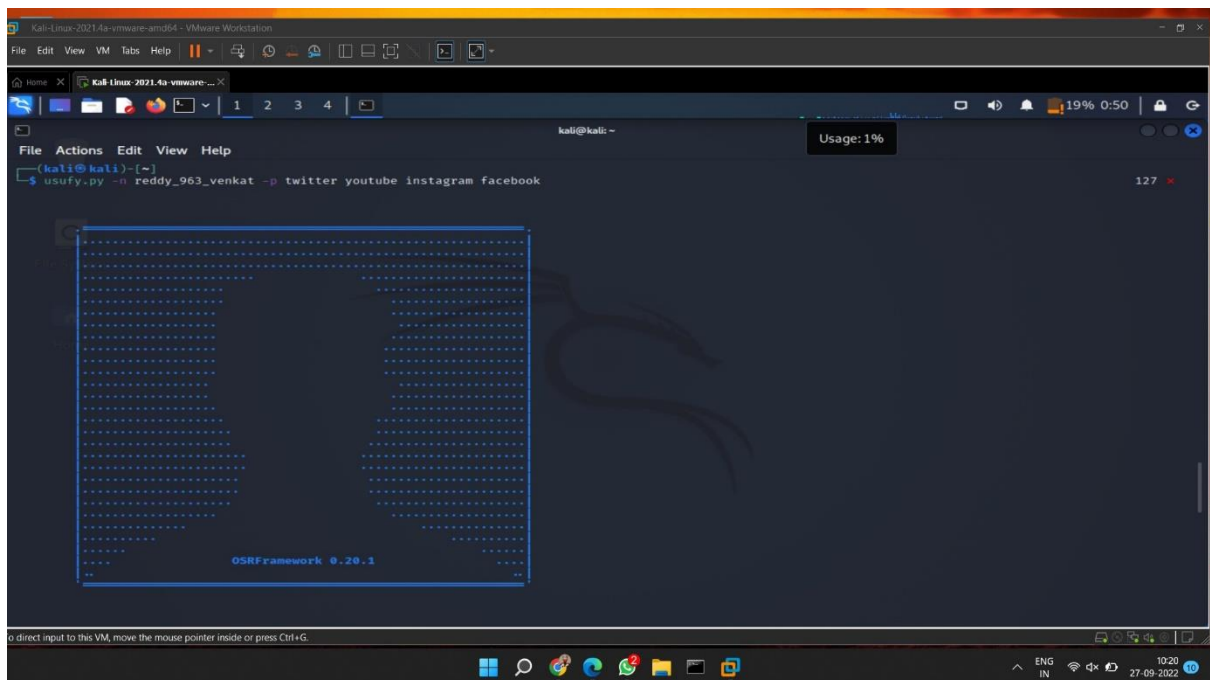 Kali-Linux-2021.4a-vmware-amd64 - VMware Workstation
File Edit View VM Tabs Help
Home Kali-Linux-2021.4a-vmware-...
1 2 3 4 19% 0:50
kali@kali: ~
Usage: 1%
File Actions Edit View Help
(kali㉿kali)-[~]
$ usufy.py -n reddy_963_venkat -p twitter youtube instagram facebook 127
OSRFramework 0.20.1
o direct input to this VM, move the mouse pointer inside or press Ctrl+G.
2
ENG 10:20
IN 27-09-2022 10